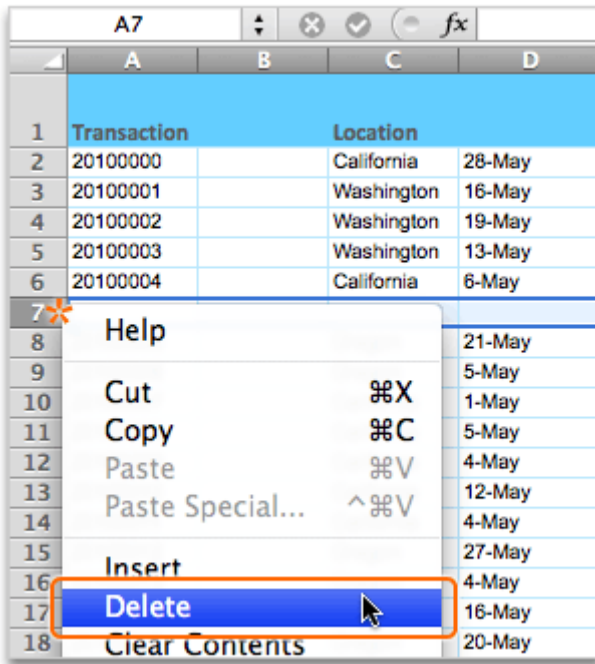 A7 fx
A B C D
1 Transaction Location
2 20100000 California 28-May
3 20100001 Washington 16-May
4 20100002 Washington 19-May
5 20100003 Washington 13-May
6 20100004 California 6-May
7
Help
8 21-May
9 5-May
Cut ⌘X
10 1-May
Copy ⌘C
11 5-May
Paste ⌘V
12 4-May
13 12-May
Paste Special... ^⌘V
14 4-May
15 27-May
Insert
16 4-May
Delete
17 16-May
Clear Contents
18 20-May